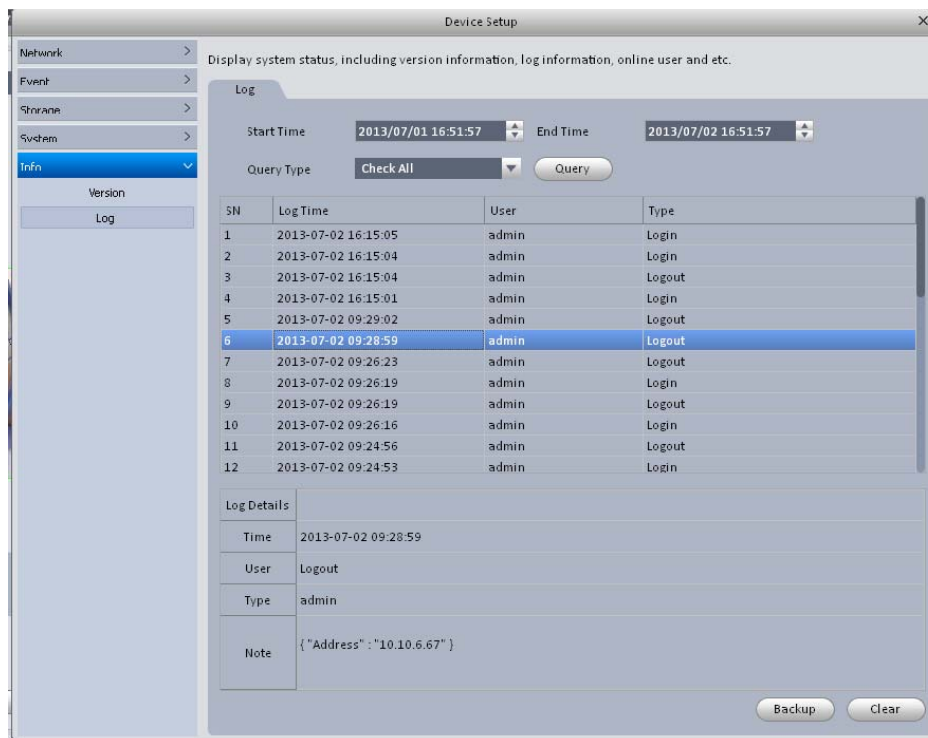 Device Setup
Network
Event
Storage
System
Info
Version
Log
Display system status, including version information, log information, online user and etc.
Log
Start Time 2013/07/01 16:51:57 End Time 2013/07/02 16:51:57
Query Type Check All Query
SN Log Time User Type
1 2013-07-02 16:15:05 admin Login
2 2013-07-02 16:15:04 admin Login
3 2013-07-02 16:15:04 admin Logout
4 2013-07-02 16:15:01 admin Login
5 2013-07-02 09:29:02 admin Logout
6 2013-07-02 09:28:59 admin Logout
7 2013-07-02 09:26:23 admin Logout
8 2013-07-02 09:26:19 admin Login
9 2013-07-02 09:26:19 admin Logout
10 2013-07-02 09:26:16 admin Login
11 2013-07-02 09:24:56 admin Logout
12 2013-07-02 09:24:53 admin Login
Log Details
Time 2013-07-02 09:28:59
User Logout
Type admin
Note { "Address" : "10.10.6.67" }
Backup Clear